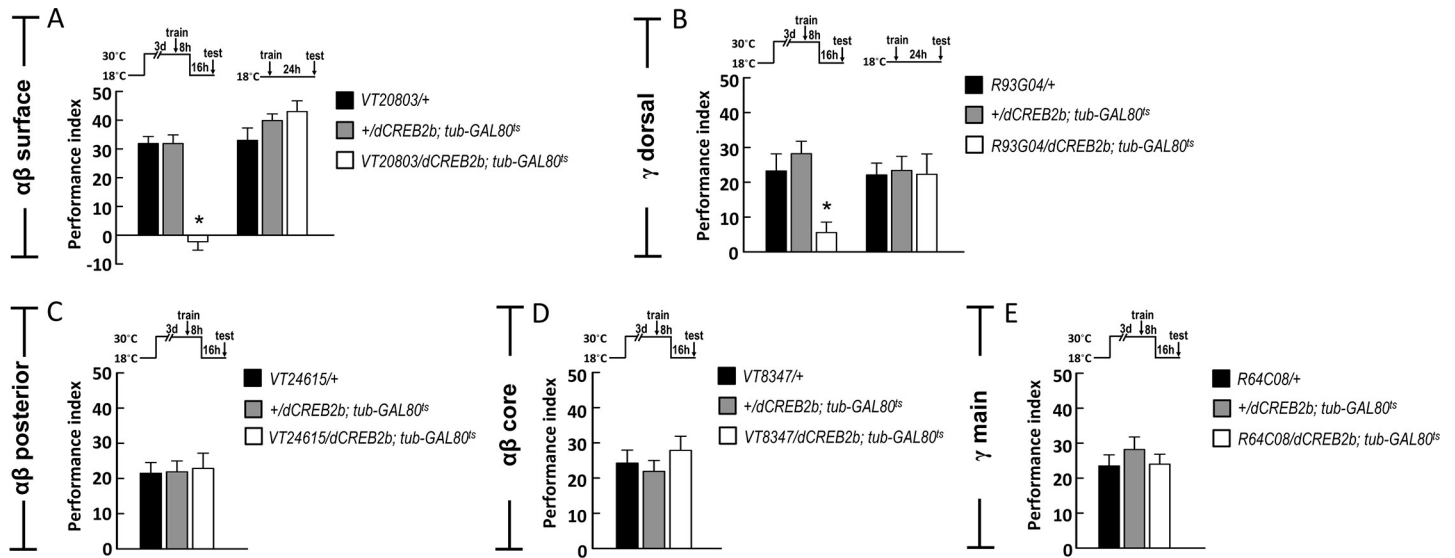 αβ surface
A
train
3d 8h
30°C
18°C
16h
test
train
test
18°C
24h
Performance index
50
40
30
20
10
0
-10
*
VT20803/+
+/dCREB2b; tub-GAL80ts
VT20803/dCREB2b; tub-GAL80ts
γ dorsal
B
train
3d 8h
30°C
18°C
16h
test
train
test
18°C
24h
Performance index
50
40
30
20
10
0
*
R93G04/+
+/dCREB2b; tub-GAL80ts
R93G04/dCREB2b; tub-GAL80ts
αβ posterior
C
train
3d 8h
30°C
18°C
16h
test
Performance index
50
40
30
20
10
0
VT24615/+
+/dCREB2b; tub-GAL80ts
VT24615/dCREB2b; tub-GAL80ts
αβ core
D
train
3d 8h
30°C
18°C
16h
test
Performance index
50
40
30
20
10
0
VT8347/+
+/dCREB2b; tub-GAL80ts
VT8347/dCREB2b; tub-GAL80ts
γ main
E
train
3d 8h
30°C
18°C
16h
test
Performance index
50
40
30
20
10
0
R64C08/+
+/dCREB2b; tub-GAL80ts
R64C08/dCREB2b; tub-GAL80ts